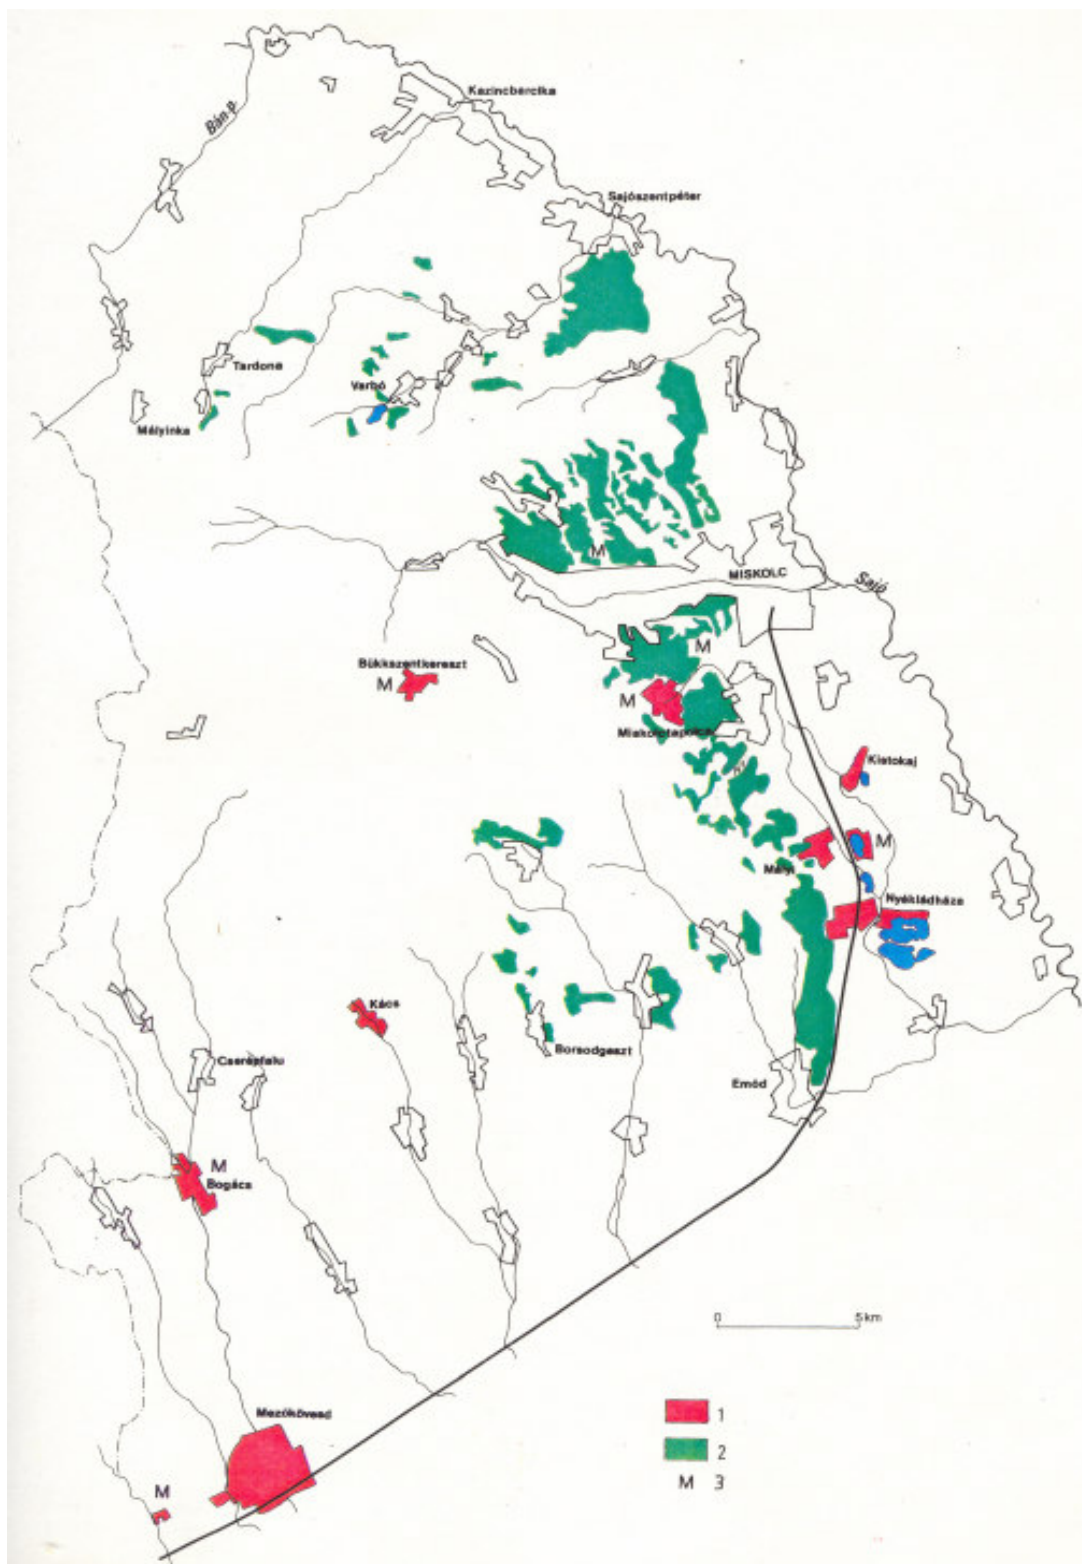 Kazincbarcika
Bán p.
Sajószentpéter
Tardona
Varbó
Mályinka
M
MISKOLC
Sajó
M
Bükkszentkereszt
M
M
Miskolctapolca
Kistokaj
M
Mályi
Nyékládháza
Kács
Cserépfalu
Borsodgeszt
Emőd
M
Bogács
0 5km
Mezőkövesd
1
2
M 3
M